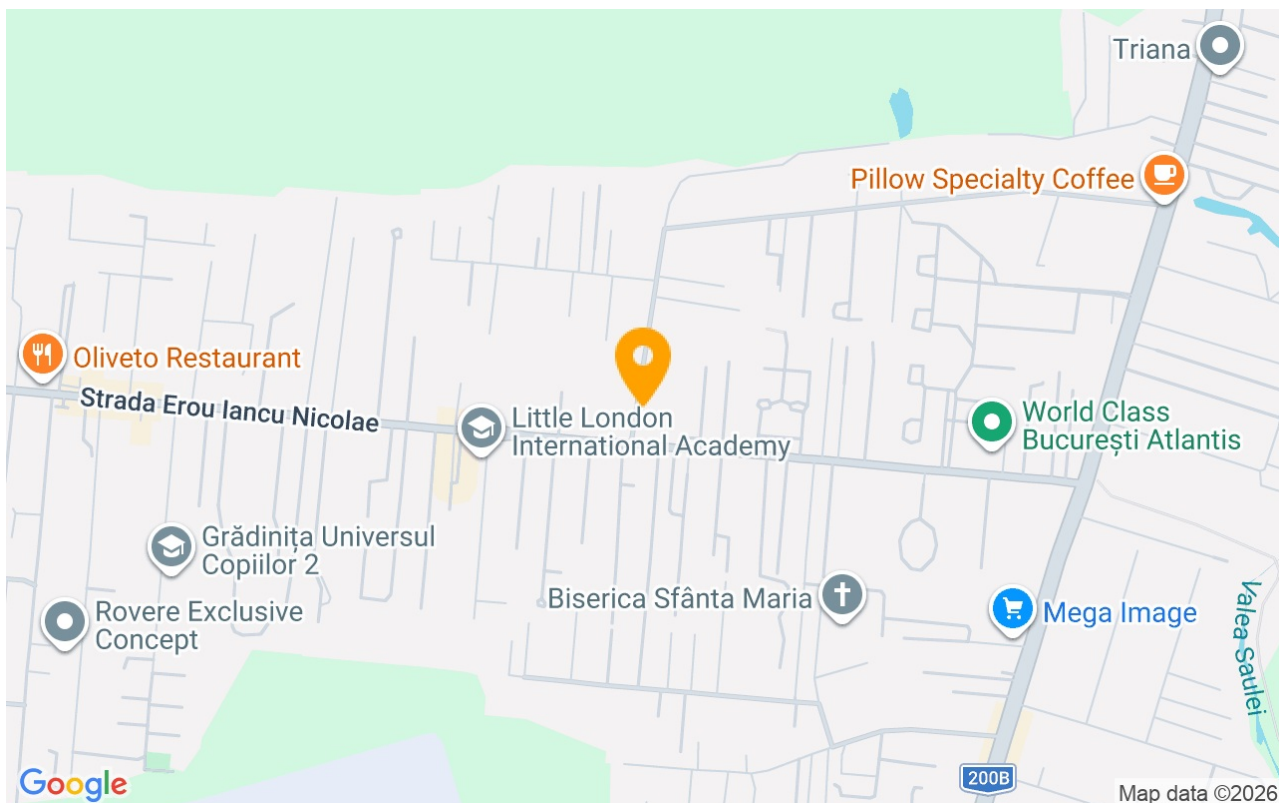 Triana
Pillow Specialty Coffee
Oliveto Restaurant
Strada Erou Iancu Nicolae
Little London
International Academy
World Class
București Atlantis
Grădinița Universul
Copiilor 2
Biserica Sfânta Maria
Rovere Exclusive
Concept
Mega Image
Valea Saulei
200B
Google
Map data ©2026